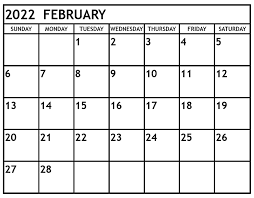 2022 FEBRUARY
SUNDAY MONDAY TUESDAY WEDNESDAY THURSDAY FRIDAY SATURDAY
1 2 3 4 5
6 7 8 9 10 11 12
13 14 15 16 17 18 19
20 21 22 23 24 25 26
27 28